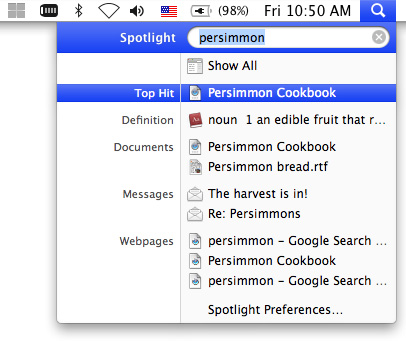 (98%) Fri 10:50 AM
Spotlight persimmon
Show All
Top Hit Persimmon Cookbook
Definition noun 1 an edible fruit that r...
Documents Persimmon Cookbook
Persimmon bread.rtf
Messages The harvest is in!
Re: Persimmons
Webpages persimmon – Google Search ...
Persimmon Cookbook
persimmon – Google Search ...
Spotlight Preferences...